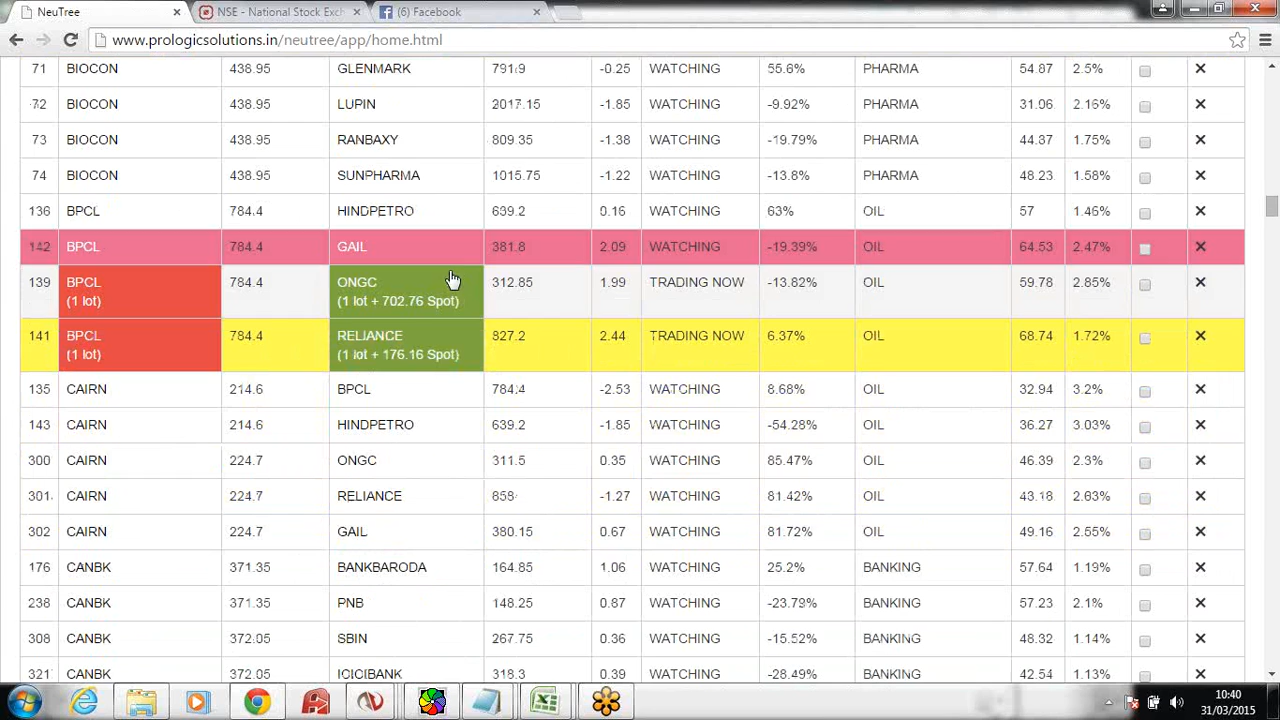 NeuTree
NSE - National Stock Exch
(6) Facebook
www.prologicsolutions.in/neutree/app/home.html
71 BIOCON 438.95 GLENMARK 791.9 -0.25 WATCHING 55.6% PHARMA 54.87 2.5%
72 BIOCON 438.95 LUPIN 2017.15 -1.85 WATCHING -9.92% PHARMA 31.06 2.16%
73 BIOCON 438.95 RANBAXY 809.35 -1.38 WATCHING -19.79% PHARMA 44.37 1.75%
74 BIOCON 438.95 SUNPHARMA 1015.75 -1.22 WATCHING -13.8% PHARMA 48.23 1.58%
136 BPCL 784.4 HINDPETRO 639.2 0.16 WATCHING 63% OIL 57 1.46%
142 BPCL 784.4 GAIL 381.8 2.09 WATCHING -19.39% OIL 64.53 2.47%
139 BPCL 784.4 ONGC 312.85 1.99 TRADING NOW -13.82% OIL 59.78 2.85%
(1 lot) (1 lot + 702.76 Spot)
141 BPCL 784.4 RELIANCE 827.2 2.44 TRADING NOW 6.37% OIL 68.74 1.72%
(1 lot) (1 lot + 176.16 Spot)
135 CAIRN 214.6 BPCL 784.4 -2.53 WATCHING 8.68% OIL 32.94 3.2%
143 CAIRN 214.6 HINDPETRO 639.2 -1.85 WATCHING -54.28% OIL 36.27 3.03%
300 CAIRN 224.7 ONGC 311.5 0.35 WATCHING 85.47% OIL 46.39 2.3%
301 CAIRN 224.7 RELIANCE 858 -1.27 WATCHING 81.42% OIL 43.18 2.63%
302 CAIRN 224.7 GAIL 380.15 0.67 WATCHING 81.72% OIL 49.16 2.55%
176 CANBK 371.35 BANKBARODA 164.85 1.06 WATCHING 25.2% BANKING 57.64 1.19%
238 CANBK 371.35 PNB 148.25 0.87 WATCHING -23.79% BANKING 57.23 2.1%
308 CANBK 372.05 SBIN 267.75 0.36 WATCHING -15.52% BANKING 48.32 1.14%
321 CANBK 372.05 ICICIBANK 318.3 0.39 WATCHING -28.49% BANKING 42.54 1.13%
10:40
31/03/2015